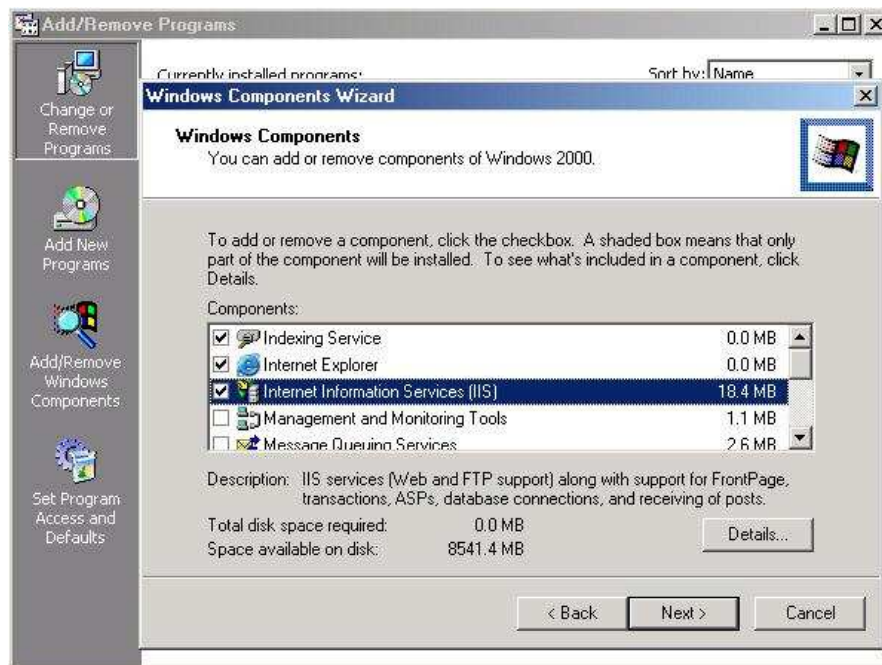 Add/Remove Programs
Change or
Remove
Programs
Add New
Programs
Add/Remove
Windows
Components
Set Program
Access and
Defaults
Currently installed programs:
Sort by: Name
Windows Components Wizard
Windows Components
You can add or remove components of Windows 2000.
To add or remove a component, click the checkbox. A shaded box means that only
part of the component will be installed. To see what's included in a component, click
Details.
Components:
Indexing Service 0.0 MB
Internet Explorer 0.0 MB
Internet Information Services (IIS) 18.4 MB
Management and Monitoring Tools 1.1 MB
Message Queuing Services 2.6 MB
Description: IIS services (Web and FTP support) along with support for FrontPage,
transactions, ASPs, database connections, and receiving of posts.
Total disk space required: 0.0 MB
Space available on disk: 8541.4 MB
Details...
< Back Next > Cancel